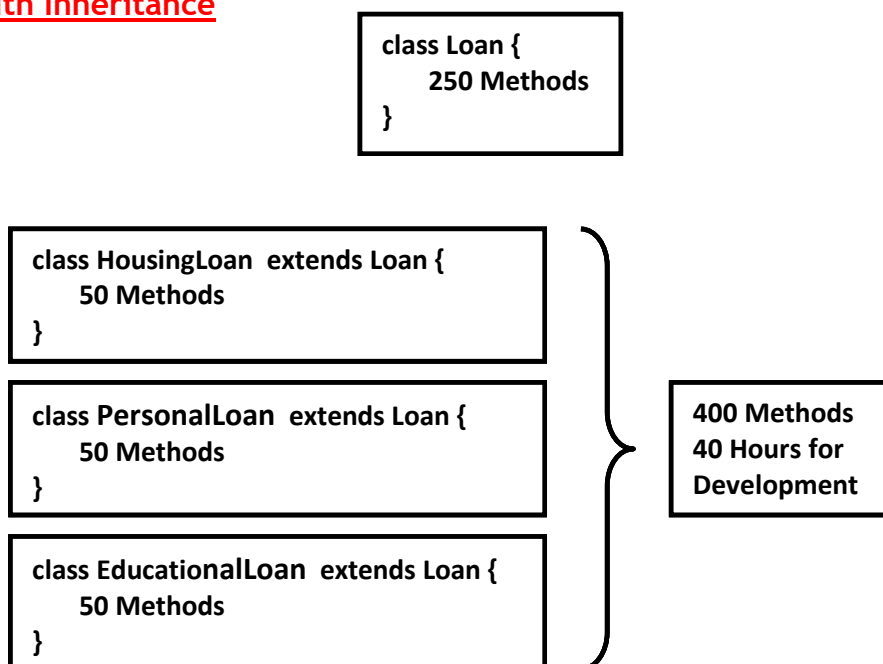 th Inheritance
class Loan {
250 Methods
}
class HousingLoan extends Loan {
50 Methods
}
class PersonalLoan extends Loan {
50 Methods
}
400 Methods
40 Hours for
Development
class EducationalLoan extends Loan {
50 Methods
}